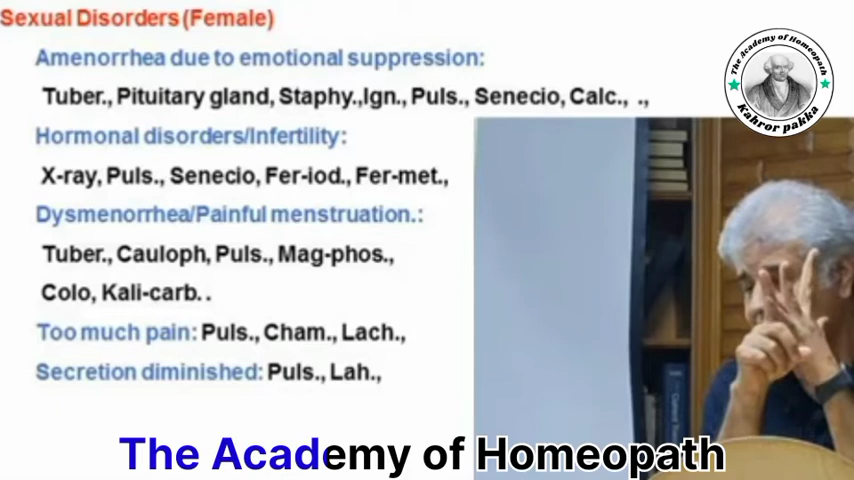 Sexual Disorders (Female)
Amenorrhea due to emotional suppression:
Tuber., Pituitary gland, Staphy.,Ign., Puls., Senecio, Calc., .,
Hormonal disorders/Infertility:
X-ray, Puls., Senecio, Fer-iod., Fer-met.,
Dysmenorrhea/Painful menstruation.:
Tuber., Cauloph, Puls., Mag-phos.,
Colo, Kali-carb. .
Too much pain: Puls., Cham., Lach.,
Secretion diminished: Puls., Lah.,
The Academy of Homeopath
Kahror pakka
The Academy of Homeopath